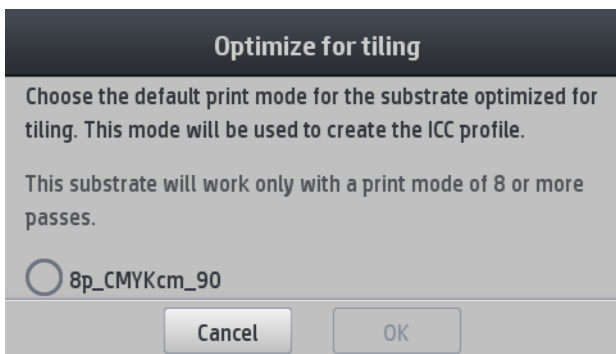 Optimize for tiling
Choose the default print mode for the substrate optimized for
tiling. This mode will be used to create the ICC profile.
This substrate will work only with a print mode of 8 or more
passes.
8p_CMYKcm_90
Cancel
OK